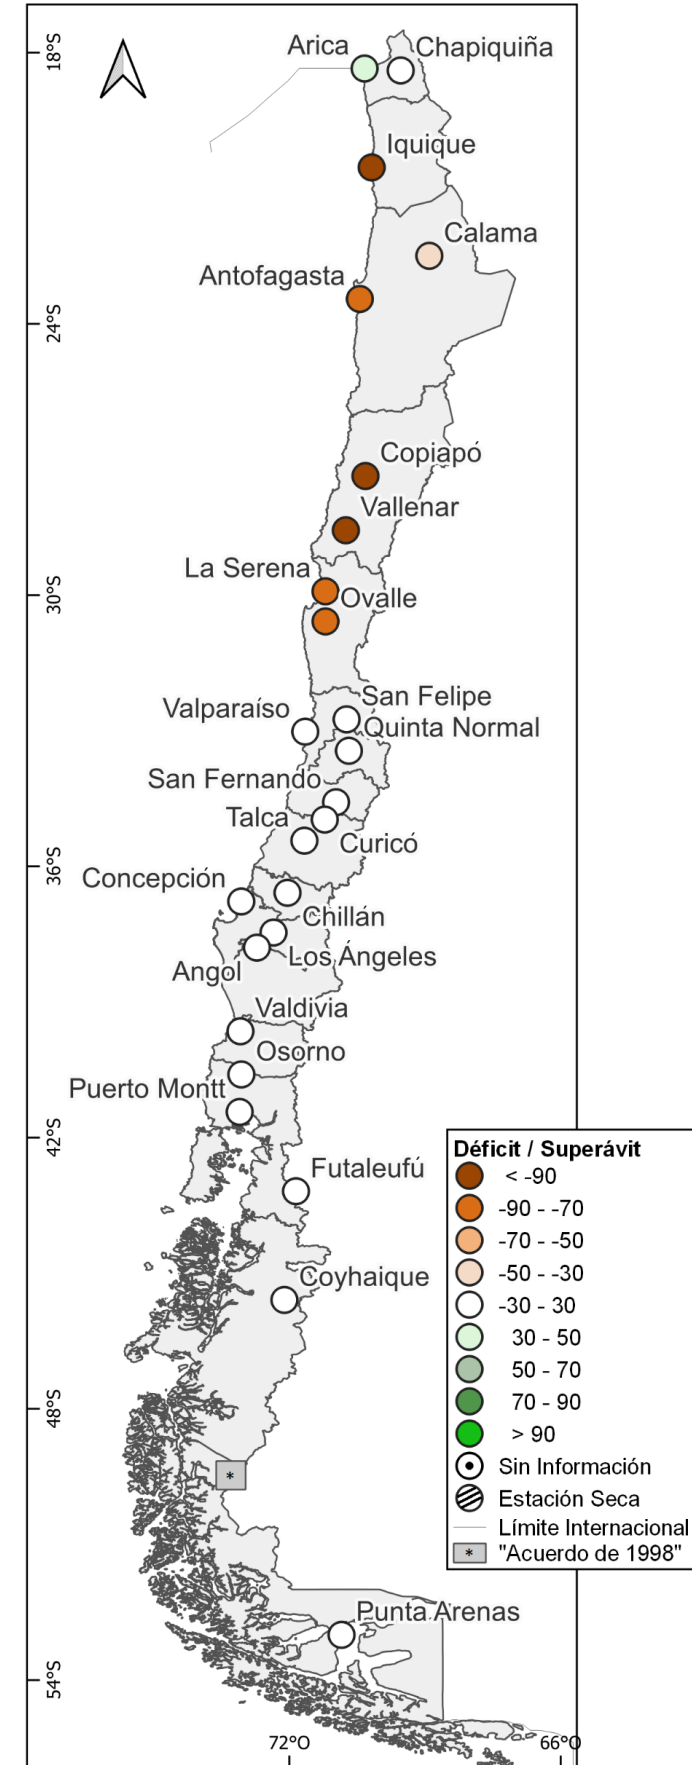 18°S
Arica
Chapiquiña
Iquique
Calama
Antofagasta
24°S
Copiapó
Vallenar
La Serena
30°S
Ovalle
San Felipe
Valparaíso
Quinta Normal
San Fernando
Talca
Curicó
36°S
Concepción
Chillán
Los Ángeles
Angol
Valdivia
Osorno
Puerto Montt
42°S
Futaleufú
Coyhaique
48°S
*
Punta Arenas
54°S
72°O
66°O
Déficit / Superávit
< -90
-90 - -70
-70 - -50
-50 - -30
-30 - 30
30 - 50
50 - 70
70 - 90
> 90
Sin Información
Estación Seca
Límite Internacional
* "Acuerdo de 1998"